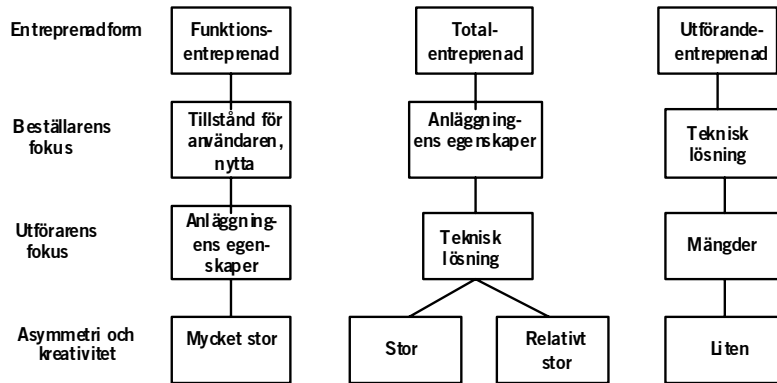 Entreprenadform
Funktions-
entreprenad
Total-
entreprenad
Utförande-
entreprenad
Beställarens
fokus
Tillstånd för
användaren,
nytta
Anläggning-
ens egenskaper
Teknisk
lösning
Utförarens
fokus
Anläggning-
ens egen-
skaper
Teknisk
lösning
Mängder
Asymmetri och
kreativitet
Mycket stor
Stor
Relativt
stor
Liten